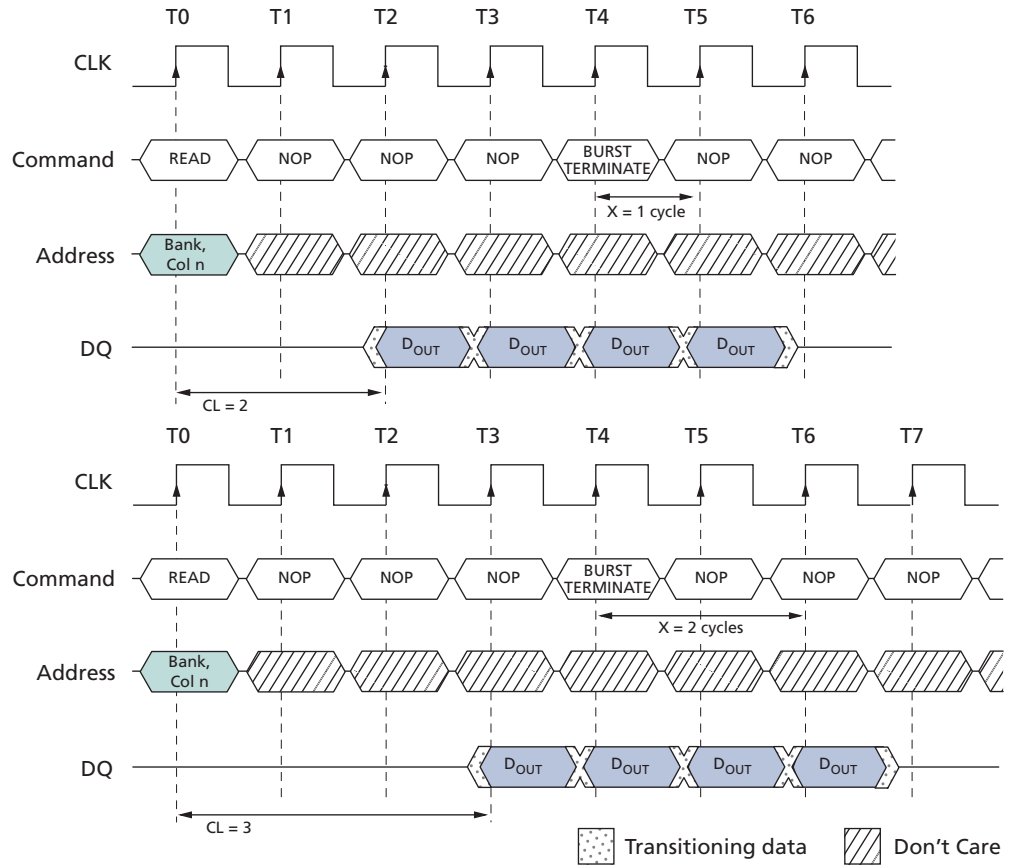 T0 T1 T2 T3 T4 T5 T6
CLK
Command READ NOP NOP NOP BURST TERMINATE NOP NOP
X = 1 cycle
Address Bank, Col n
DQ DOUT DOUT DOUT DOUT
CL = 2
T0 T1 T2 T3 T4 T5 T6 T7
CLK
Command READ NOP NOP NOP BURST TERMINATE NOP NOP NOP
X = 2 cycles
Address Bank, Col n
DQ DOUT DOUT DOUT DOUT
CL = 3
Transitioning data Don't Care